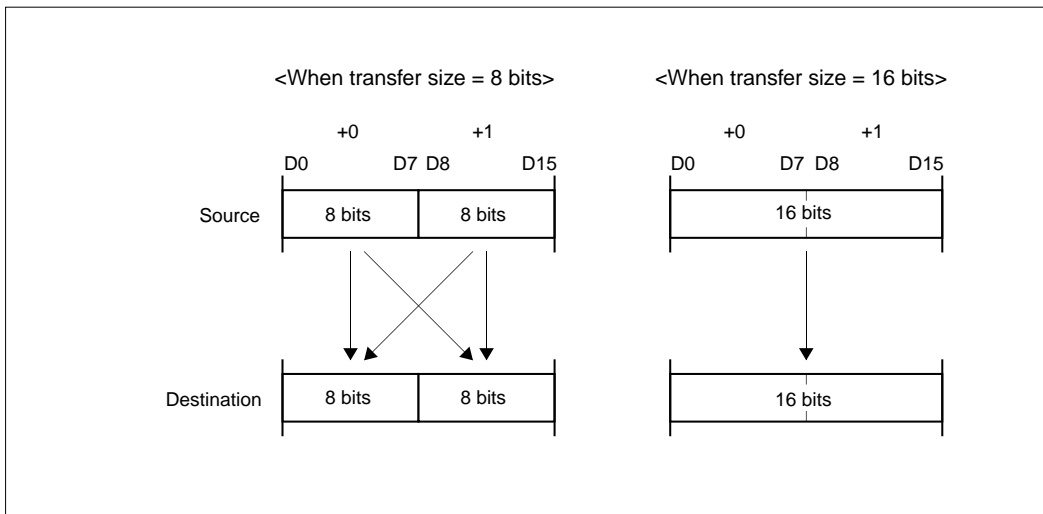 <When transfer size = 8 bits> <When transfer size = 16 bits>
+0 +1 +0 +1
D0 D7 D8 D15 D0 D7 D8 D15
Source 8 bits 8 bits 16 bits
Destination 8 bits 8 bits 16 bits